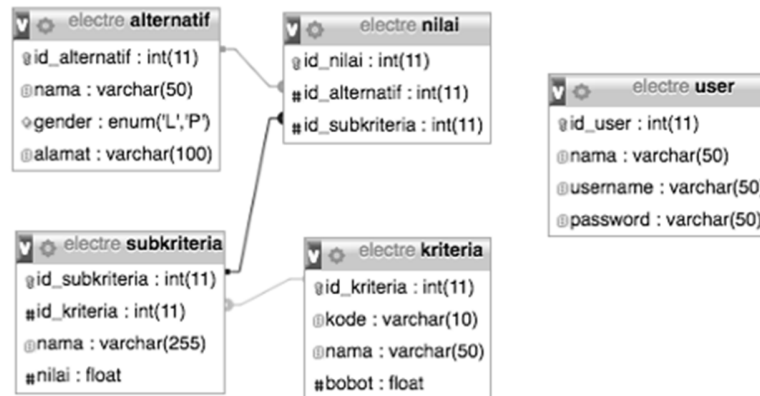 electre alternatif
id_alternatif : int(11)
nama : varchar(50)
gender : enum('L','P')
alamat : varchar(100)
electre nilai
id_nilai : int(11)
#id_alternatif : int(11)
#id_subkriteria : int(11)
electre user
id_user : int(11)
nama : varchar(50)
username : varchar(50)
password : varchar(50)
electre subkriteria
id_subkriteria : int(11)
#id_kriteria : int(11)
nama : varchar(255)
#nilai : float
electre kriteria
id_kriteria : int(11)
kode : varchar(10)
nama : varchar(50)
#bobot : float